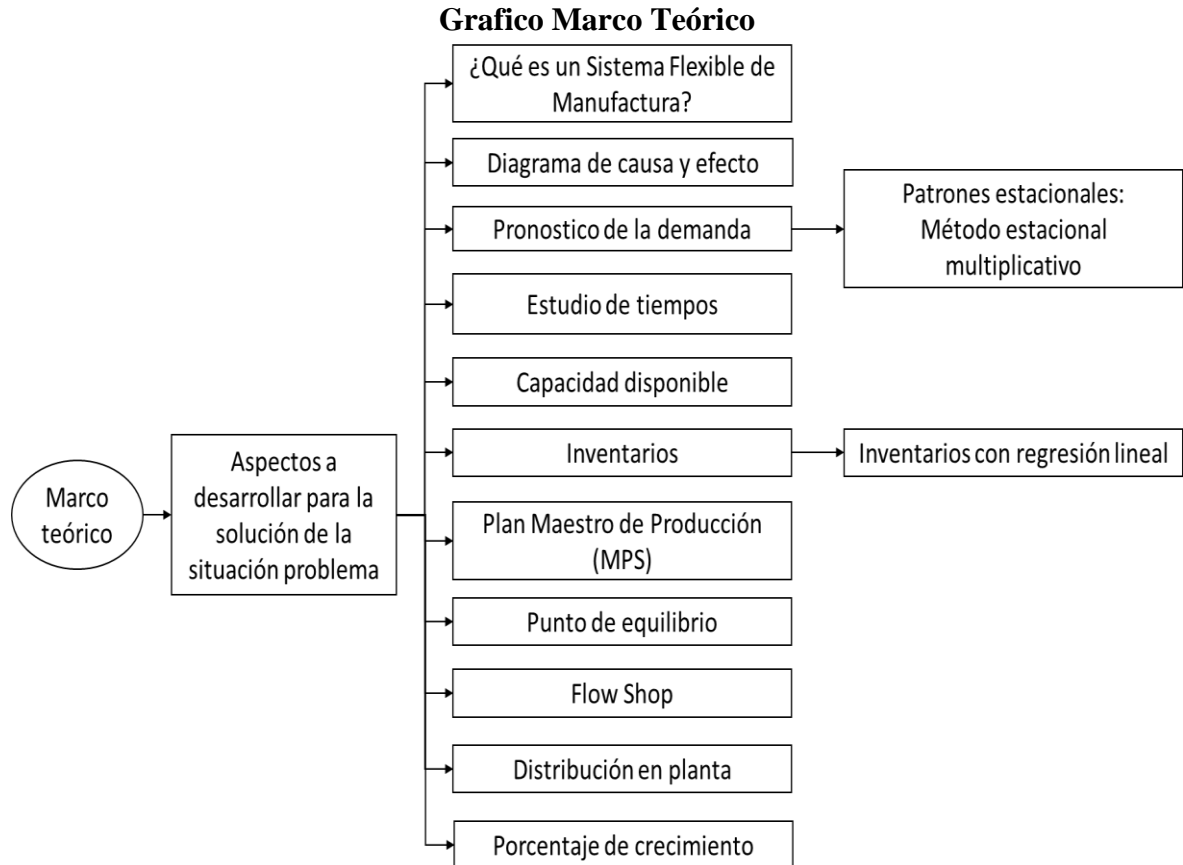 Grafico Marco Teórico
¿Qué es un Sistema Flexible de
Manufactura?
Diagrama de causa y efecto
Pronostico de la demanda
Patrones estacionales:
Método estacional
multiplicativo
Estudio de tiempos
Capacidad disponible
Inventarios
Inventarios con regresión lineal
Marco
teórico
Aspectos a
desarrollar para la
solución de la
situación problema
Plan Maestro de Producción
(MPS)
Punto de equilibrio
Flow Shop
Distribución en planta
Porcentaje de crecimiento